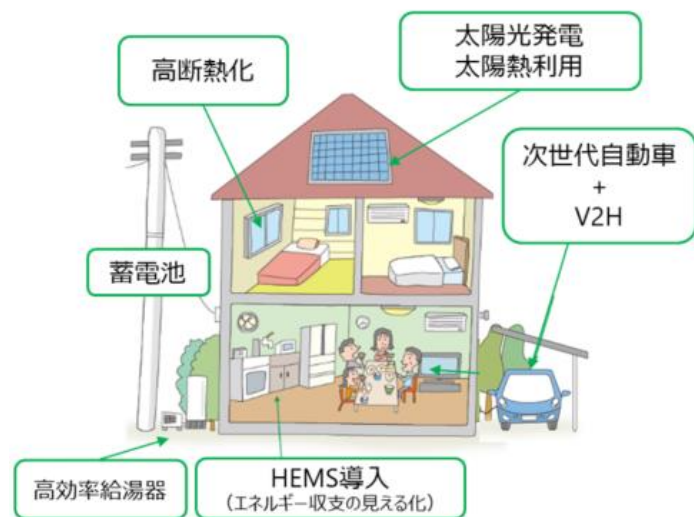 太陽光発電
太陽熱利用
高断熱化
次世代自動車
+
V2H
蓄電池
高効率給湯器
HEMS導入
（エネルギー収支の見える化）